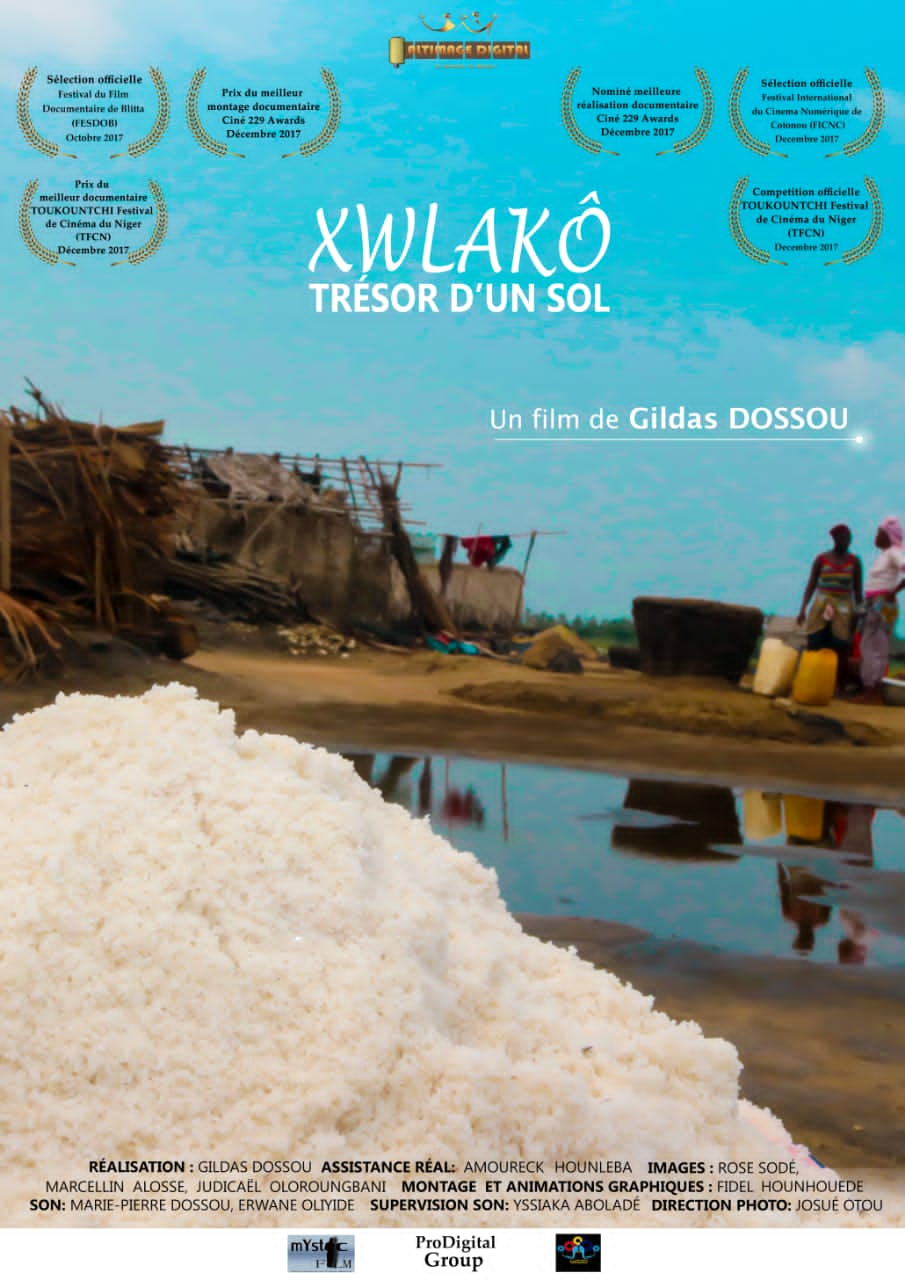 ALTIMAGE DIGITAL
Sélection officielle
Festival du Film
Documentaire de Blitta
(FESDOB)
Octobre 2017
Prix du meilleur
montage documentaire
Ciné 229 Awards
Décembre 2017
Nominé meilleure
réalisation documentaire
Ciné 229 Awards
Décembre 2017
Sélection officielle
Festival International
du Cinema Numérique de
Cotonou (FICNC)
Decembre 2017
Prix du
meilleur documentaire
TOUKOUNTCHI Festival
de Cinéma du Niger
(TFCN)
Décembre 2017
Competition officielle
TOUKOUNTCHI Festival
de Cinéma du Niger
(TFCN)
Decembre 2017
XWLAKÔ
TRÉSOR D'UN SOL
Un film de Gildas DOSSOU
RÉALISATION : GILDAS DOSSOU ASSISTANCE RÉAL: AMOURECK HOUNLEBA IMAGES : ROSE SODÉ,
MARCELLIN ALOSSE, JUDICAËL OLOROUNGBANI MONTAGE ET ANIMATIONS GRAPHIQUES : FIDEL HOUNHOUEDE
SON: MARIE-PIERRE DOSSOU, ERWANE OLIYIDE SUPERVISION SON: YSSIAKA ABOLADÉ DIRECTION PHOTO: JOSUÉ OTOU
mYstic
FILM
ProDigital
Group